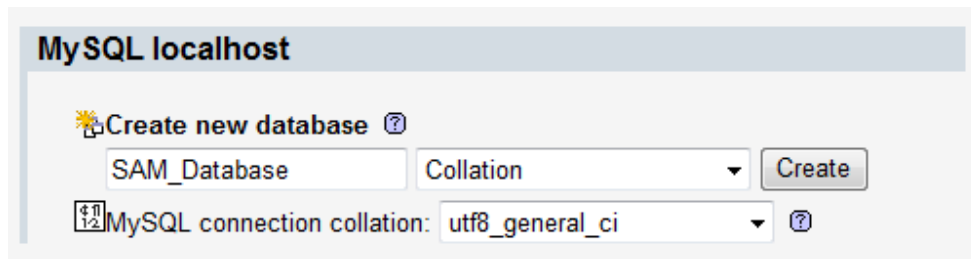 MySQL localhost
Create new database ?
SAM_Database Collation Create
MySQL connection collation: utf8_general_ci ?